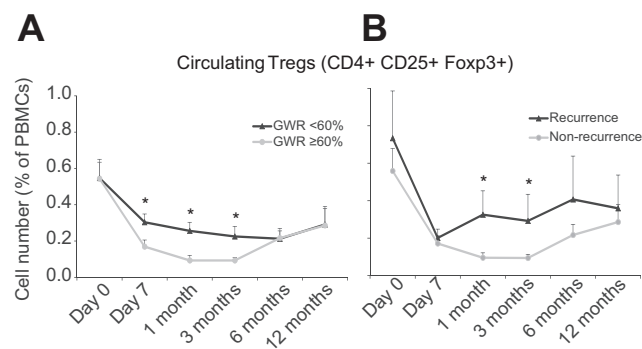 A
B
Circulating Tregs (CD4+ CD25+ Foxp3+)
Cell number (% of PBMCs)
1.0
0.8
0.6
0.4
0.2
0.0
GWR <60%
GWR ≥60%
*
*
*
Day 0
Day 7
1 month
3 months
6 months
12 months
Recurrence
Non-recurrence
*
*
Day 0
Day 7
1 month
3 months
6 months
12 months